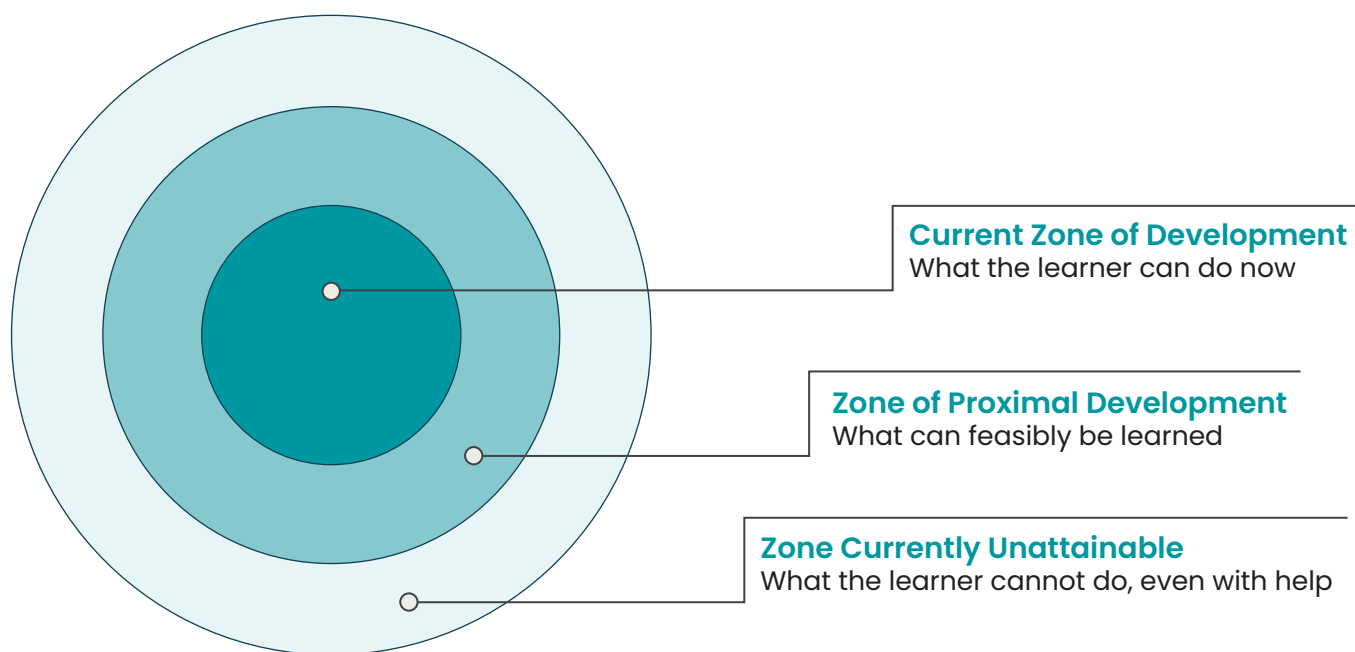 Current Zone of Development
What the learner can do now
Zone of Proximal Development
What can feasibly be learned
Zone Currently Unattainable
What the learner cannot do, even with help